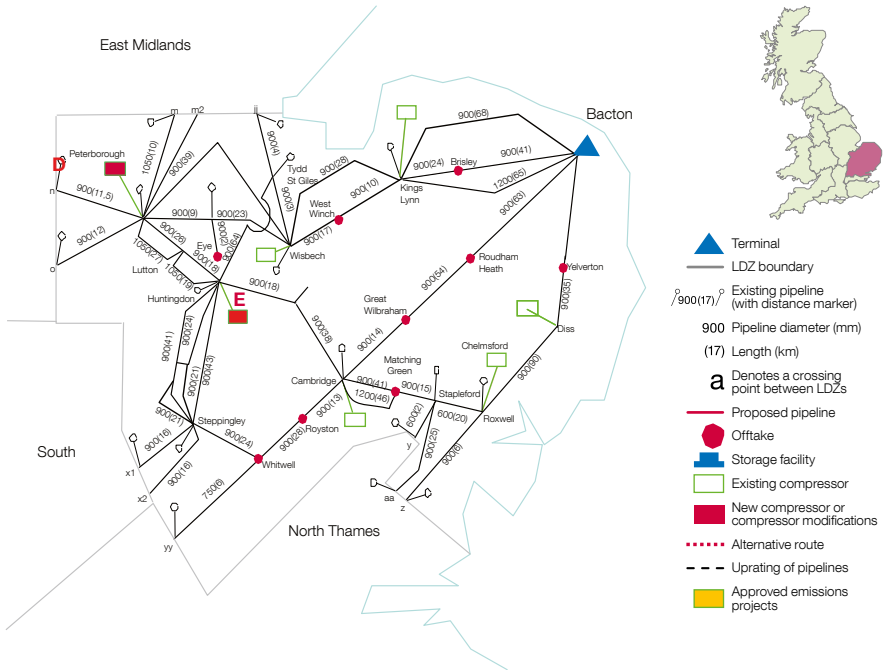 East Midlands
Bacton
m
m2
jj
900(68)
Peterborough
1050(10)
900(39)
900(4)
Tydd
St Giles
900(28)
900(24)
Brisley
900(41)
D
n
900(11.5)
900(3)
West
Winch
900(10)
Kings
Lynn
1200(65)
900(63)
900(9)
900(23)
900(17)
900(12)
900(26)
Eye
900(64)
Wisbech
o
1050(27)
900(18)
Lutton
1050(19)
900(18)
Roudham
Heath
Yelverton
900(54)
900(35)
Huntingdon
E
Great
Wilbraham
Diss
900(41)
900(24)
900(38)
900(14)
Matching
Green
Chelmsford
900(43)
900(21)
900(90)
Cambridge
900(41)
900(15)
1200(46)
Stapleford
900(21)
Steppingley
900(13)
600(2)
600(20)
Roxwell
900(24)
900(28)
Royston
900(16)
y
900(25)
900(6)
South
x1
900(16)
Whitwell
x2
750(6)
aa
z
yy
North Thames
Terminal
LDZ boundary
900(17) Existing pipeline
(with distance marker)
900 Pipeline diameter (mm)
(17) Length (km)
a Denotes a crossing
point between LDZs
Proposed pipeline
Offtake
Storage facility
Existing compressor
New compressor or
compressor modifications
Alternative route
Uprating of pipelines
Approved emissions
projects